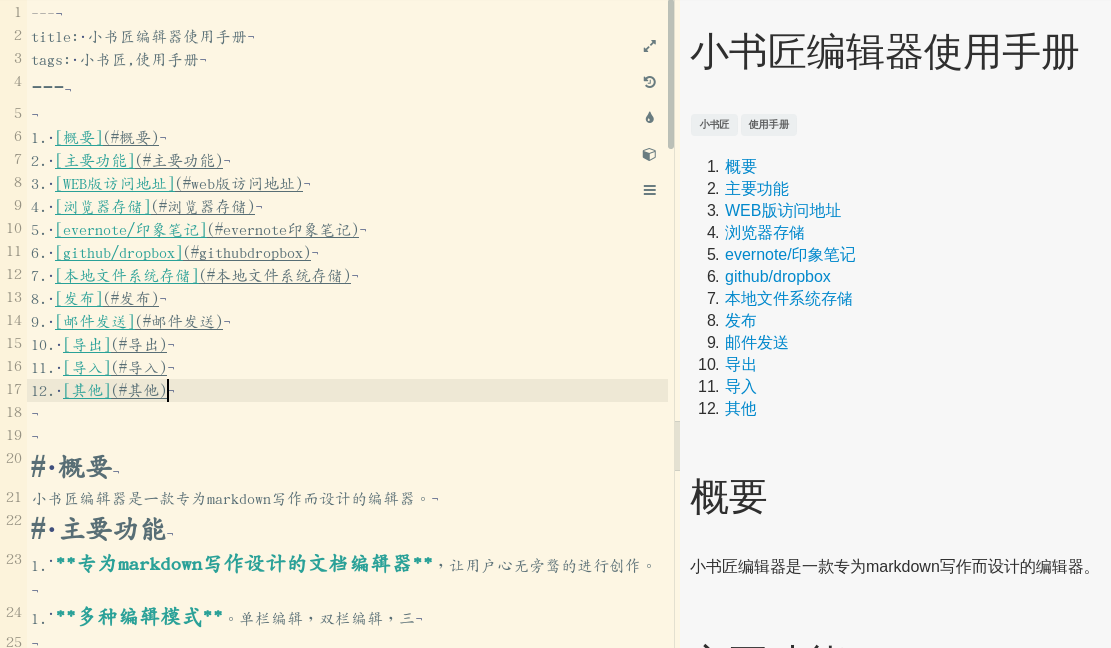 1 ---¬
2 title:·小书匠编辑器使用手册¬
3 tags:·小书匠,使用手册¬
4 ---¬
5 ¬
6 1.·[概要](#概要)¬
7 2.·[主要功能](#主要功能)¬
8 3.·[WEB版访问地址](#web版访问地址)¬
9 4.·[浏览器存储](#浏览器存储)¬
10 5.·[evernote/印象笔记](#evernote印象笔记)¬
11 6.·[github/dropbox](#githubdropbox)¬
12 7.·[本地文件系统存储](#本地文件系统存储)¬
13 8.·[发布](#发布)¬
14 9.·[邮件发送](#邮件发送)¬
15 10.·[导出](#导出)¬
16 11.·[导入](#导入)¬
17 12.·[其他](#其他)¬
18 ¬
19 ¬
20 #·概要¬
21 小书匠编辑器是一款专为markdown写作而设计的编辑器。¬
22 #·主要功能¬
23 1.·**专为markdown写作设计的文档编辑器**，让用户心无旁骛的进行创作。
¬
24 1.·**多种编辑模式**。单栏编辑，双栏编辑，三¬
25 ¬
小书匠编辑器使用手册
小书匠 使用手册
1. 概要
2. 主要功能
3. WEB版访问地址
4. 浏览器存储
5. evernote/印象笔记
6. github/dropbox
7. 本地文件系统存储
8. 发布
9. 邮件发送
10. 导出
11. 导入
12. 其他
概要
小书匠编辑器是一款专为markdown写作而设计的编辑器。